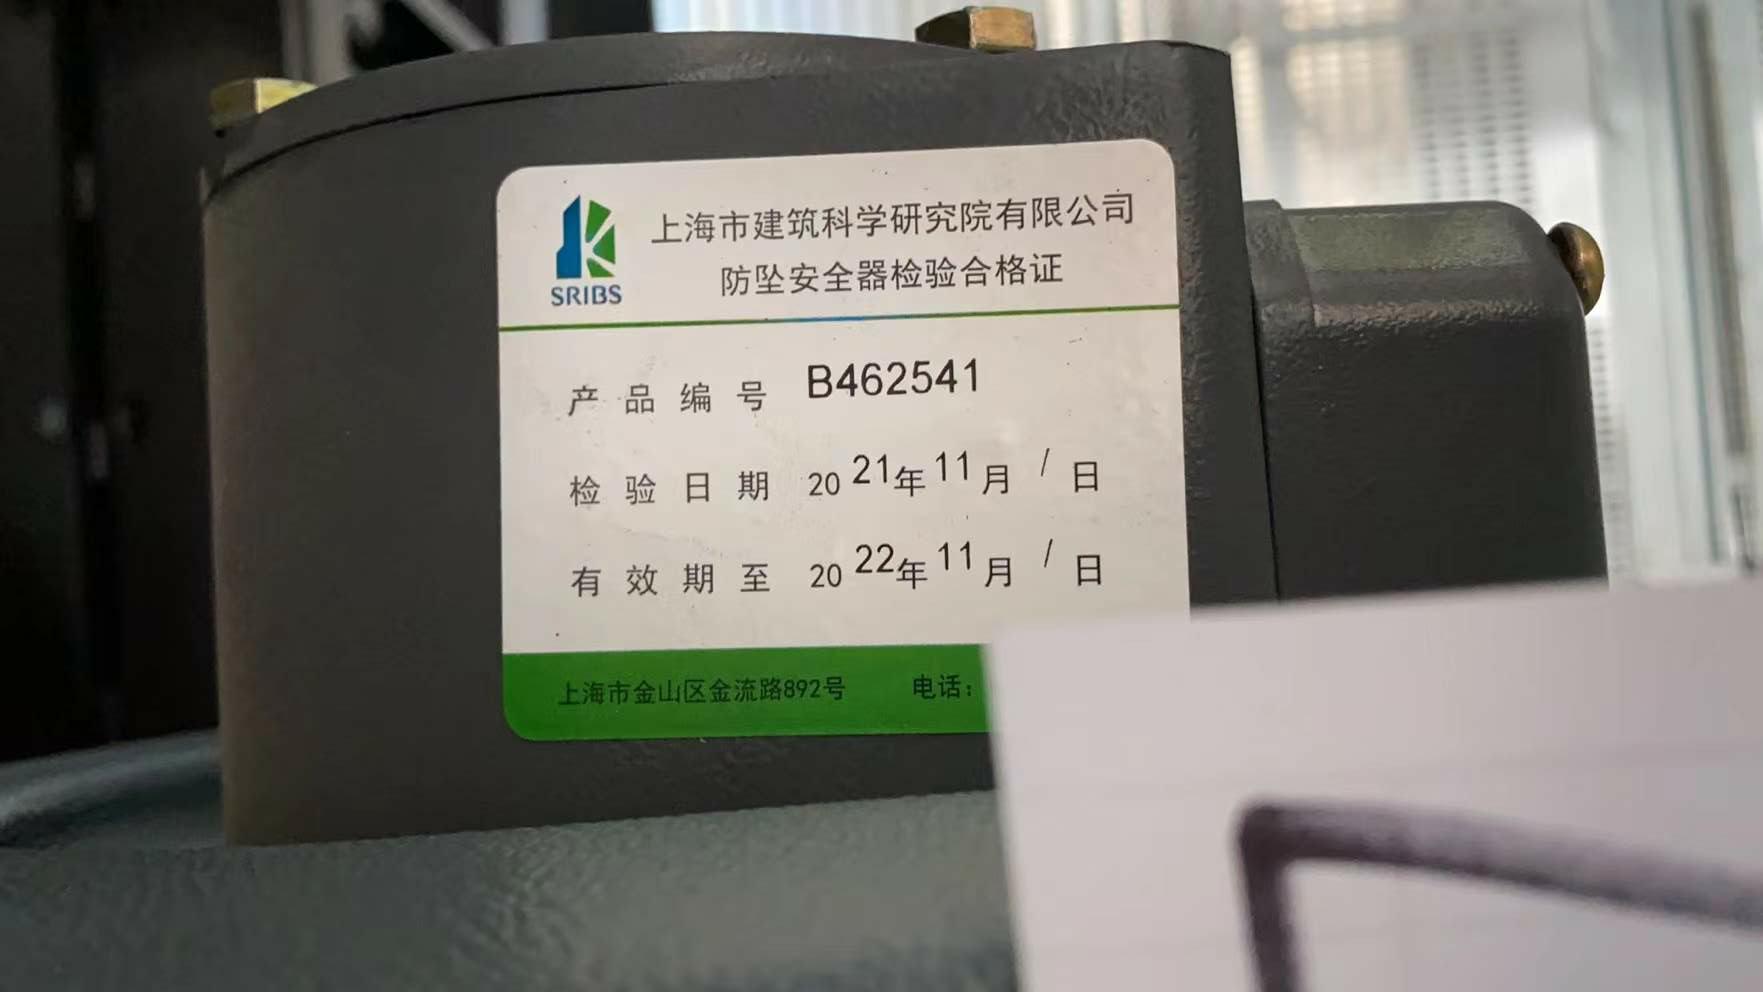 上海市建筑科学研究院有限公司
SRIBS
防坠安全器检验合格证
产品编号 B462541
检验日期 2021年11月/日
有效期至 2022年11月/日
上海市金山区金流路892号 电话：